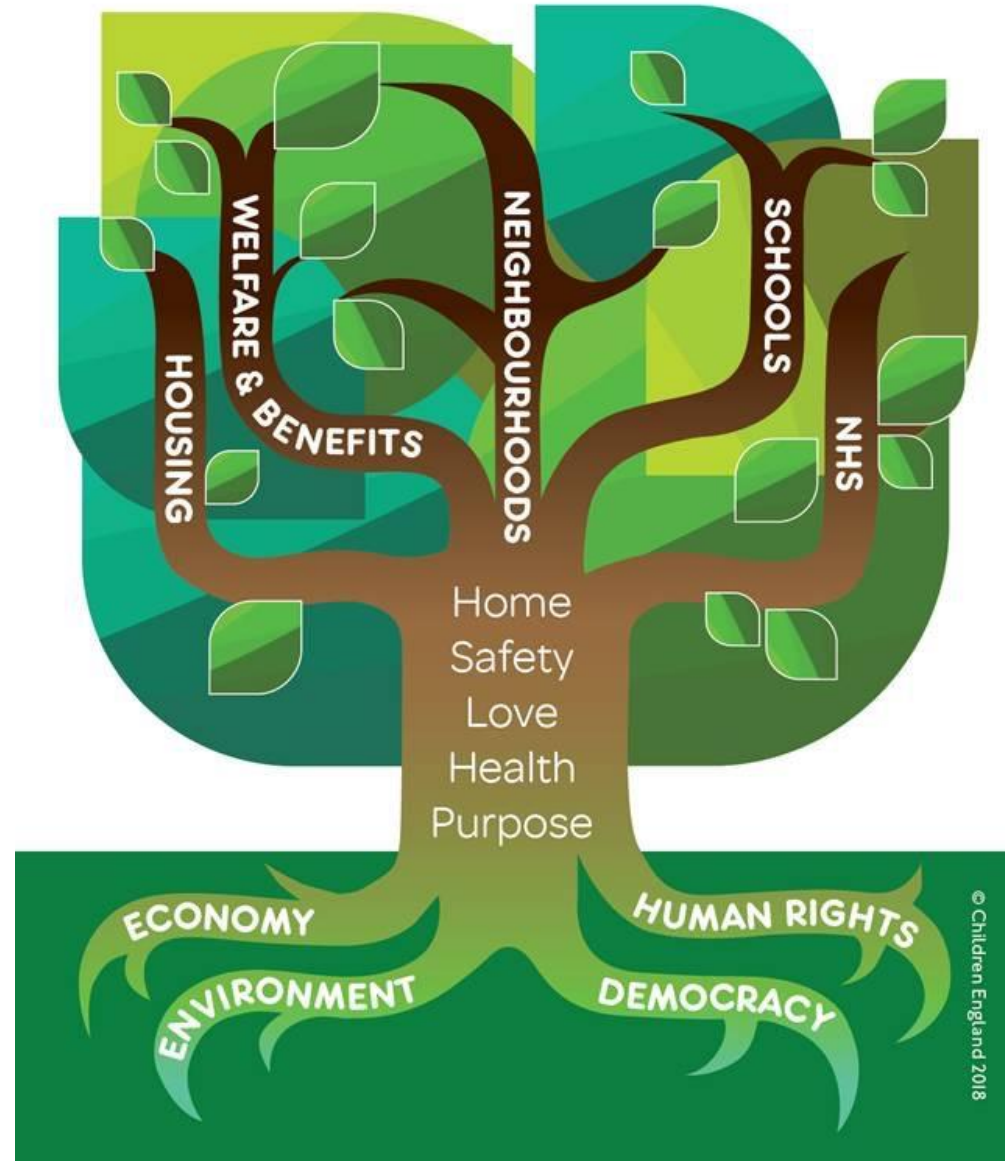 HOUSING
WELFARE & BENEFITS
NEIGHBOURHOODS
SCHOOLS
NHS
Home
Safety
Love
Health
Purpose
ECONOMY
ENVIRONMENT
HUMAN RIGHTS
DEMOCRACY
© Children England 2018